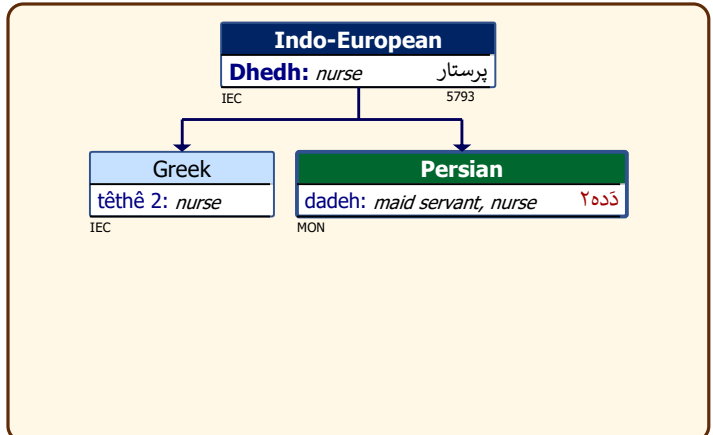 Indo-European
Dhedh: nurse پرستار
IEC 5793
Greek
têthê 2: nurse
IEC
Persian
dadeh: maid servant, nurse دَده۲
MON